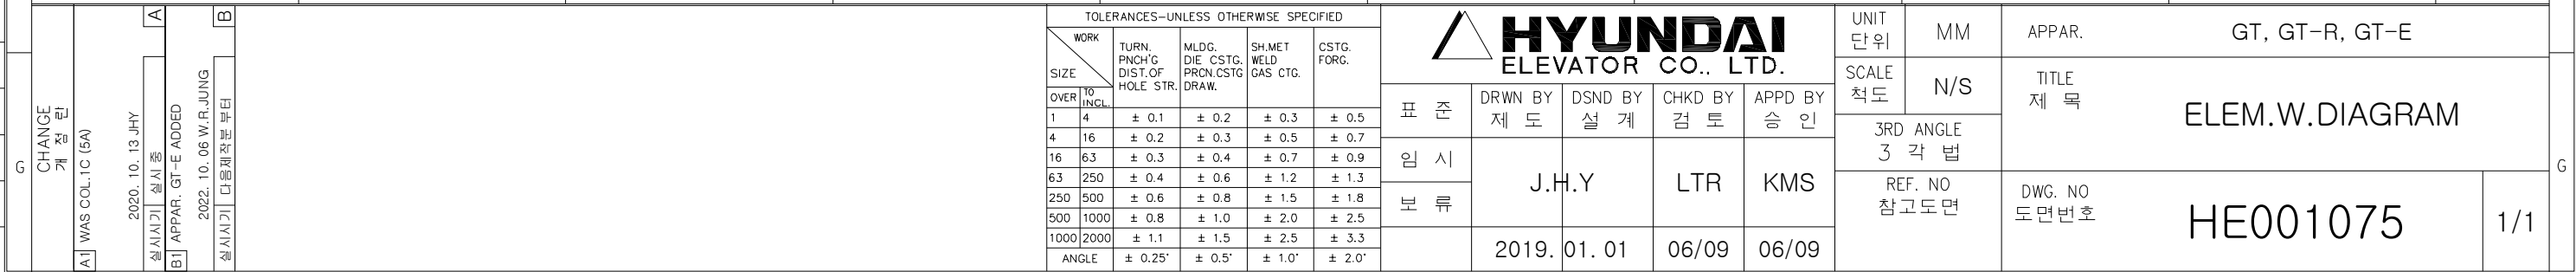 G
CHANGE
개 정 란
A1 WAS COL.1C (5A)
2020. 10. 13 JHY
실시시기 실시 中
A
B1 APPAR. GT-E ADDED
2022. 10. 06 W.R.JUNG
실시시기 다음제작분 부터
B
TOLERANCES-UNLESS OTHERWISE SPECIFIED
WORK
SIZE
OVER TO INCL.
TURN.
PNCH'G
DIST.OF
HOLE STR.
MLDG.
DIE CSTG.
PRCN.CSTG
DRAW.
SH.MET
WELD
GAS CTG.
CSTG.
FORG.
1 4 ± 0.1 ± 0.2 ± 0.3 ± 0.5
4 16 ± 0.2 ± 0.3 ± 0.5 ± 0.7
16 63 ± 0.3 ± 0.4 ± 0.7 ± 0.9
63 250 ± 0.4 ± 0.6 ± 1.2 ± 1.3
250 500 ± 0.6 ± 0.8 ± 1.5 ± 1.8
500 1000 ± 0.8 ± 1.0 ± 2.0 ± 2.5
1000 2000 ± 1.1 ± 1.5 ± 2.5 ± 3.3
ANGLE ± 0.25° ± 0.5° ± 1.0° ± 2.0°
HYUNDAI
ELEVATOR CO., LTD.
표 준
임 시
보 류
DRWN BY
제 도
DSND BY
설 계
CHKD BY
검 토
APPD BY
승 인
J.H.Y LTR KMS
2019. 01. 01 06/09 06/09
UNIT
단위
MM
SCALE
척도
N/S
3RD ANGLE
3 각 법
REF. NO
참고도면
APPAR.
GT, GT-R, GT-E
TITLE
제 목
ELEM.W.DIAGRAM
DWG. NO
도면번호
HE001075
1/1
G